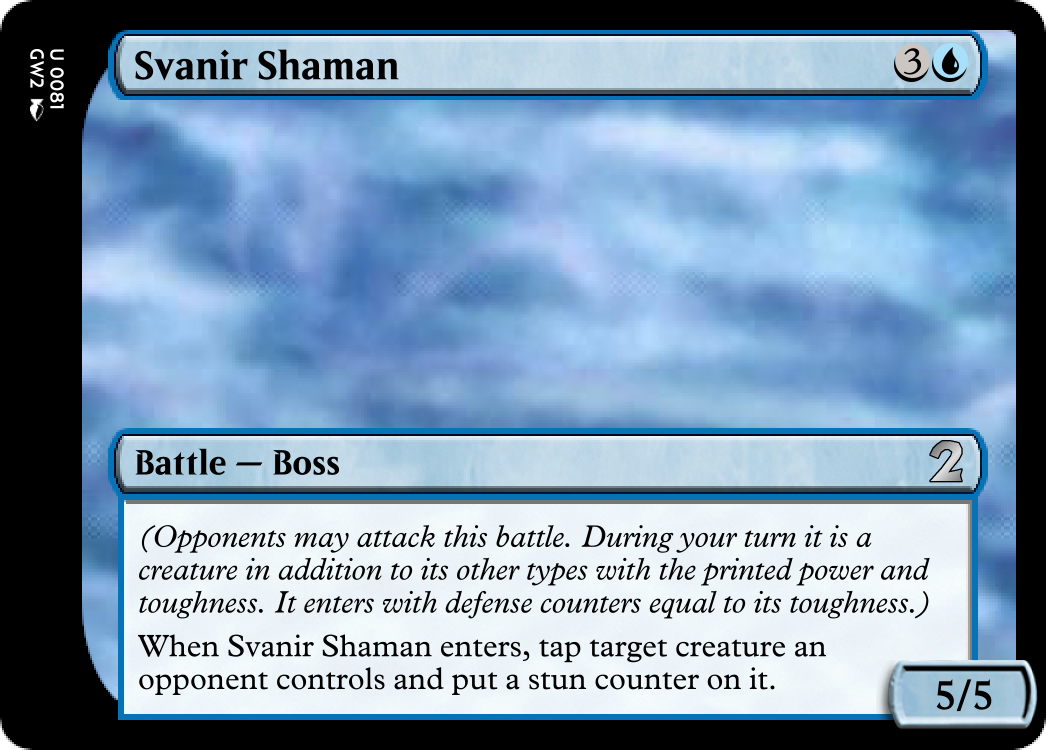 Svanir Shaman 3
U 0081
GW2
Battle — Boss 2
(Opponents may attack this battle. During your turn it is a
creature in addition to its other types with the printed power and
toughness. It enters with defense counters equal to its toughness.)
When Svanir Shaman enters, tap target creature an
opponent controls and put a stun counter on it.
5/5